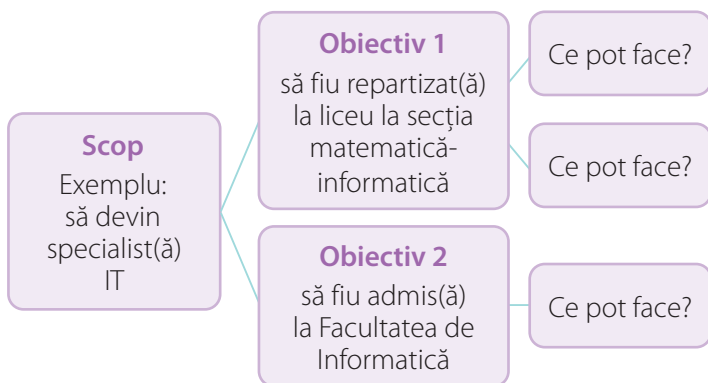 Scop
Exemplu:
să devin
specialist(ă)
IT
Obiectiv 1
să fiu repartizat(ă)
la liceu la secția
matematică-
informatică
Ce pot face?
Ce pot face?
Obiectiv 2
să fiu admis(ă)
la Facultatea de
Informatică
Ce pot face?